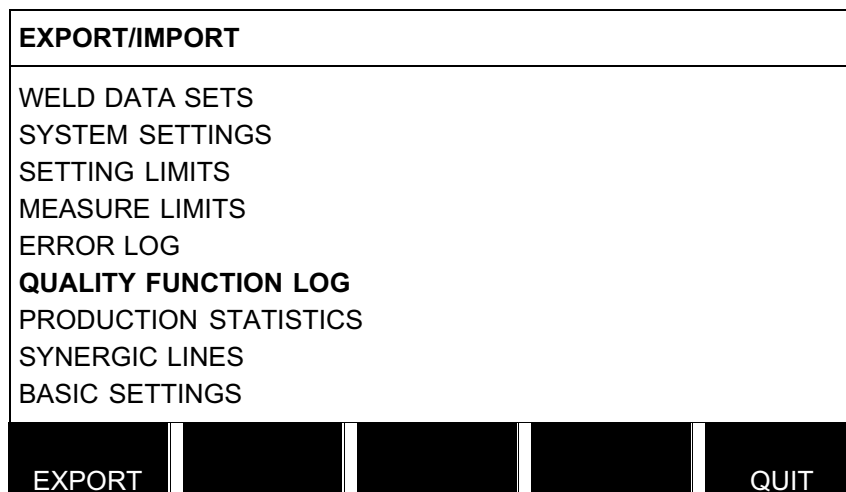 EXPORT/IMPORT
WELD DATA SETS
SYSTEM SETTINGS
SETTING LIMITS
MEASURE LIMITS
ERROR LOG
QUALITY FUNCTION LOG
PRODUCTION STATISTICS
SYNERGIC LINES
BASIC SETTINGS
EXPORT QUIT